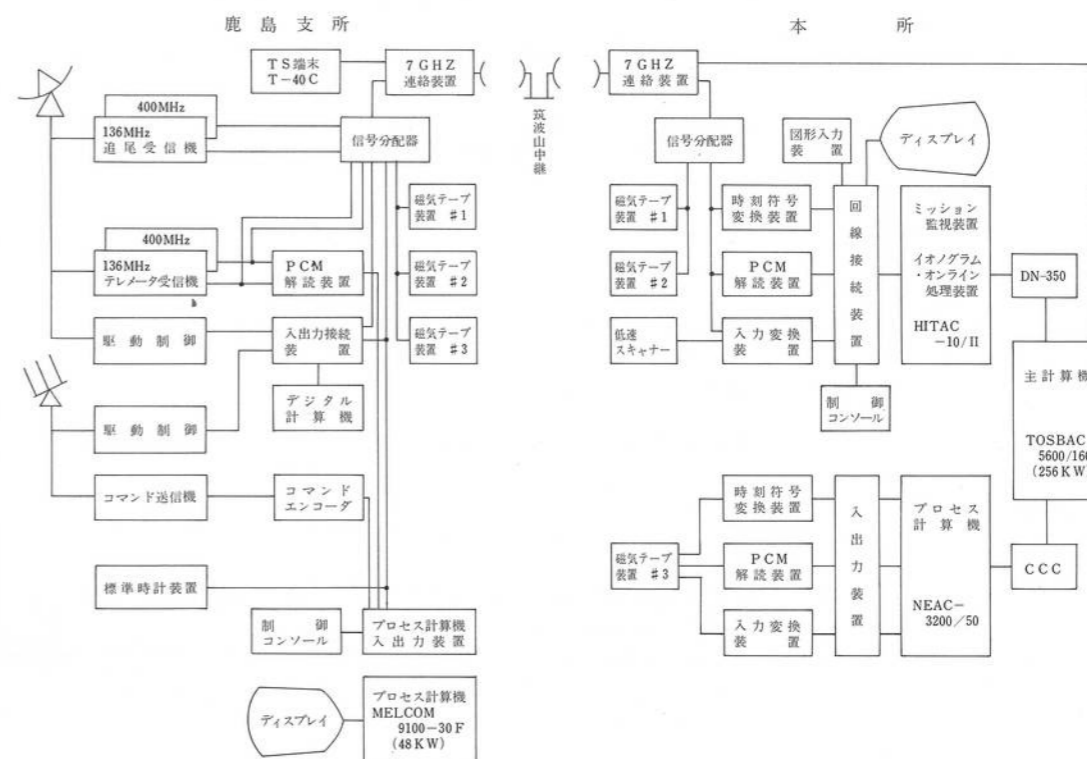 鹿島支所
TS端末
T−40C
7GHZ
連絡装置
400MHz
136MHz
追尾受信機
信号分配器
磁気テープ
装置 #1
400MHz
136MHz
テレメータ受信機
PCM
解読装置
磁気テープ
装置 #2
駆動制御
入出力接続
装置
磁気テープ
装置 #3
デジタル
計算機
駆動制御
コマンド送信機
コマンド
エンコーダ
標準時計装置
制御
コンソール
プロセス計算機
入出力装置
ディスプレイ
プロセス計算機
MELCOM
9100−30F
(48KW)
筑波山中継
本所
7GHZ
連絡装置
信号分配器
図形入力
装置
ディスプレイ
磁気テープ
装置 #1
時刻符号
変換装置
回線接続装置
ミッション
監視装置
イオノグラム
・オンライン
処理装置
HITAC
−10/II
磁気テープ
装置 #2
PCM
解読装置
DN-350
低速
スキャナー
入力変換
装置
制御
コンソール
主計算機
TOSBAC
5600/160
(256KW
時刻符号
変換装置
入出力装置
プロセス
計算機
NEAC−
3200/50
磁気テープ
装置 #3
PCM
解読装置
CCC
入力変換
装置